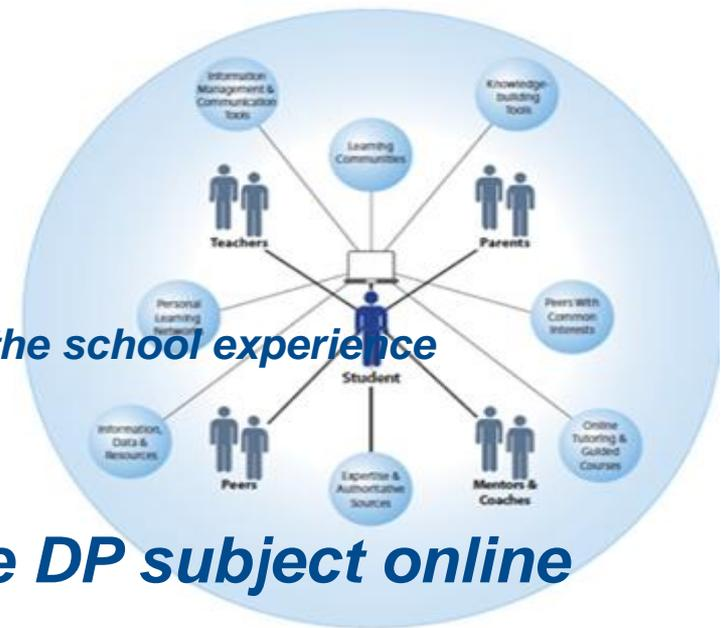 Information
Management &
Communication
Tools
Knowledge-
building
Tools
Learning
Communities
Teachers
Parents
Personal
Learning
Networks
Peers With
Common
Interests
the school experience
Student
Information,
Data &
Resources
Peers
Expertise &
Authoritative
Sources
Mentors &
Coaches
Online
Tutoring &
Guided
Courses
e DP subject online